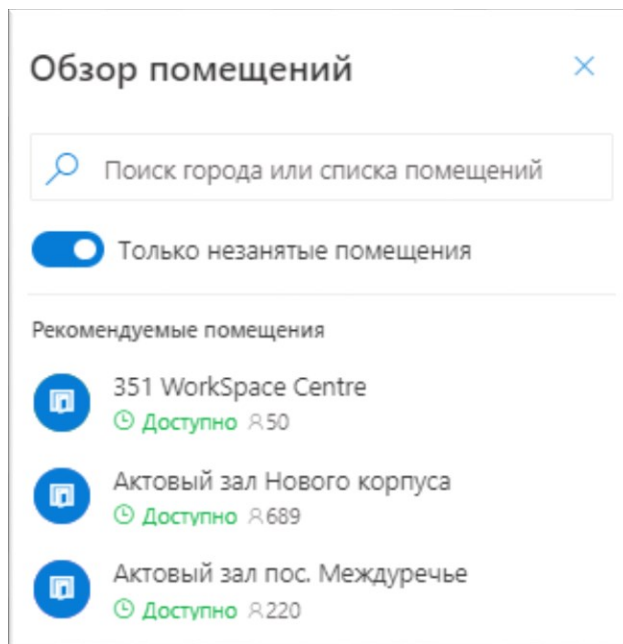 Обзор помещений
Поиск города или списка помещений
Только незанятые помещения
Рекомендуемые помещения
351 WorkSpace Centre
Доступно 50
Актовый зал Нового корпуса
Доступно 689
Актовый зал пос. Междуречье
Доступно 220